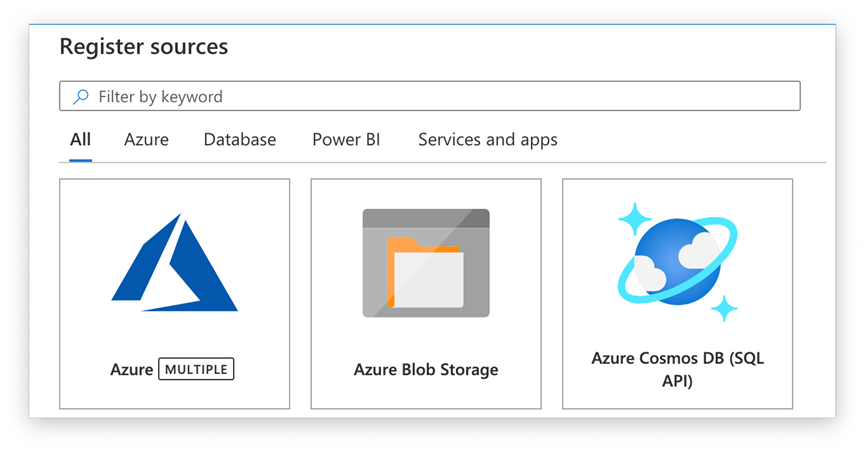 Register sources
Filter by keyword
All Azure Database Power BI Services and apps
Azure MULTIPLE
Azure Blob Storage
Azure Cosmos DB (SQL
API)